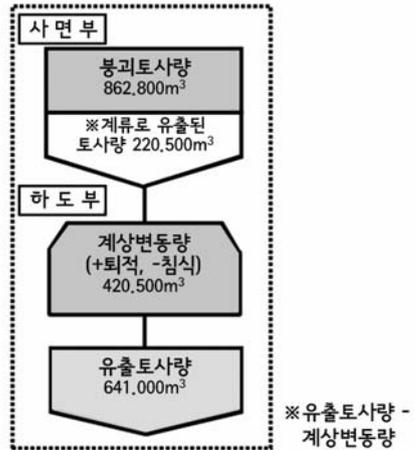 사 면 부
붕괴토사량
862.800m³
※계류로 유출된
토사량 220.500m³
하 도 부
계상변동량
(+퇴적, -침식)
420.500m³
유출토사량
641.000m³
※유출토사량 -
계상변동량